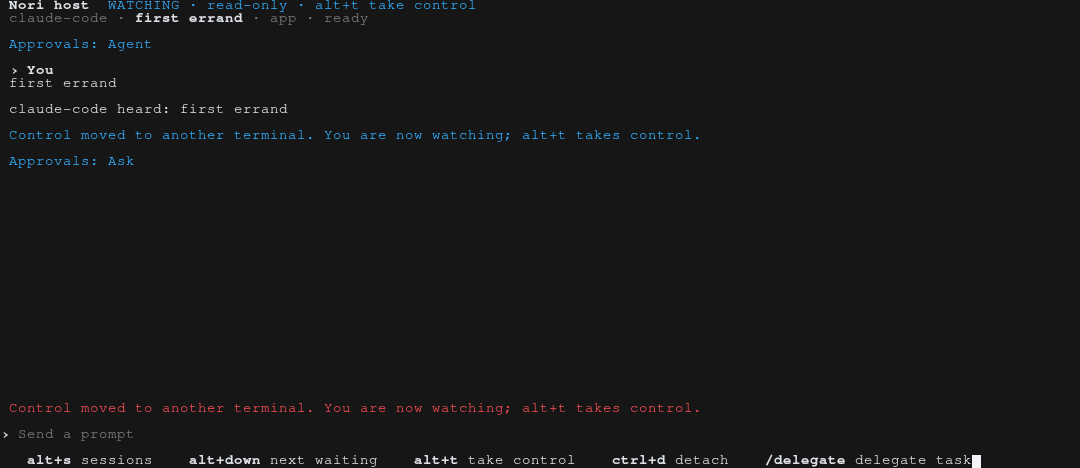 Nori host  WATCHING · read-only · alt+t take control
claude-code · first errand · app · ready
Approvals: Agent
› You
first errand
claude-code heard: first errand
Control moved to another terminal. You are now watching; alt+t takes control.
Approvals: Ask
Control moved to another terminal. You are now watching; alt+t takes control.
› Send a prompt
alt+s sessions    alt+down next waiting    alt+t take control    ctrl+d detach    /delegate delegate task